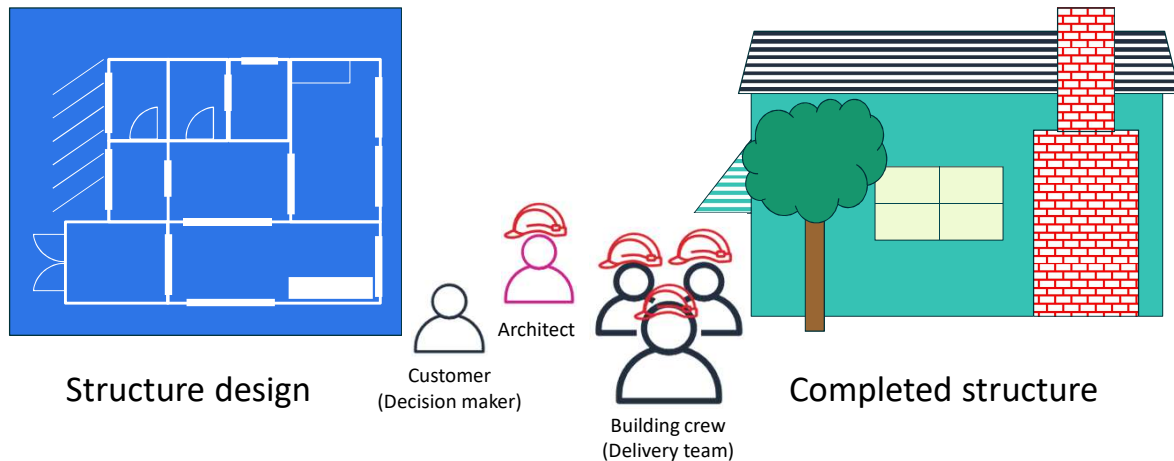 Architect
Structure design
Customer
(Decision maker)
Building crew
(Delivery team)
Completed structure